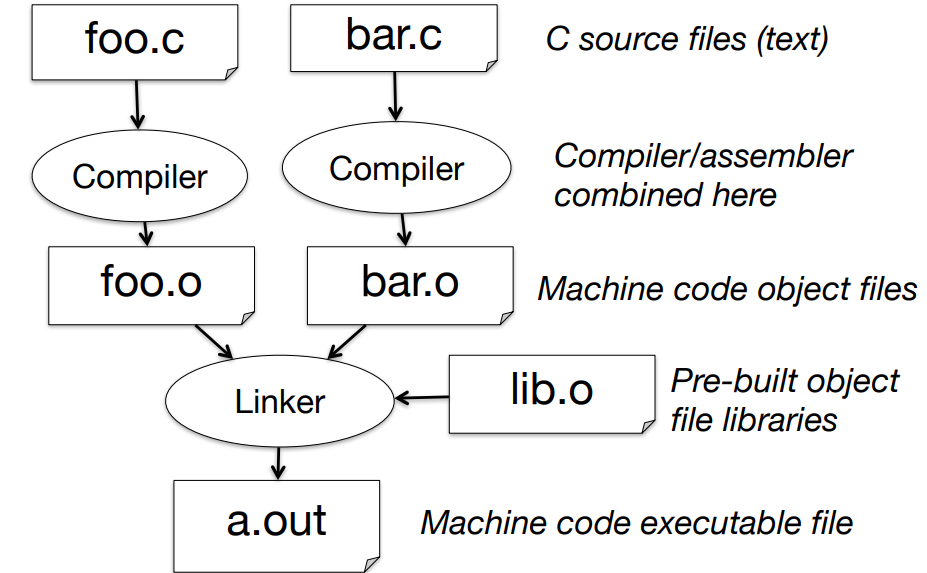 foo.c
bar.c
C source files (text)
Compiler
Compiler
Compiler/assembler
combined here
foo.o
bar.o
Machine code object files
Linker
lib.o
Pre-built object
file libraries
a.out
Machine code executable file